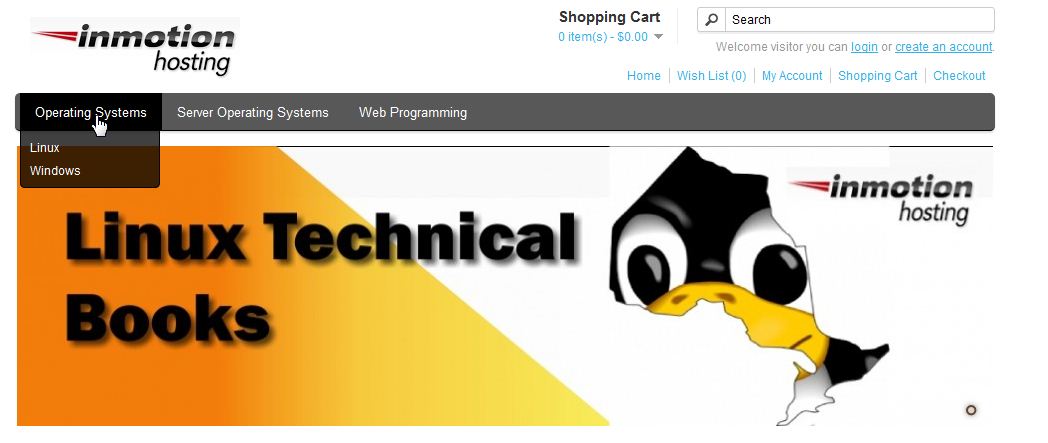 inmotion
hosting
Shopping Cart
0 item(s) - $0.00
Search
Welcome visitor you can login or create an account.
Home
Wish List (0)
My Account
Shopping Cart
Checkout
Operating Systems
Server Operating Systems
Web Programming
Linux
Windows
Linux Technical
Books
inmotion
hosting